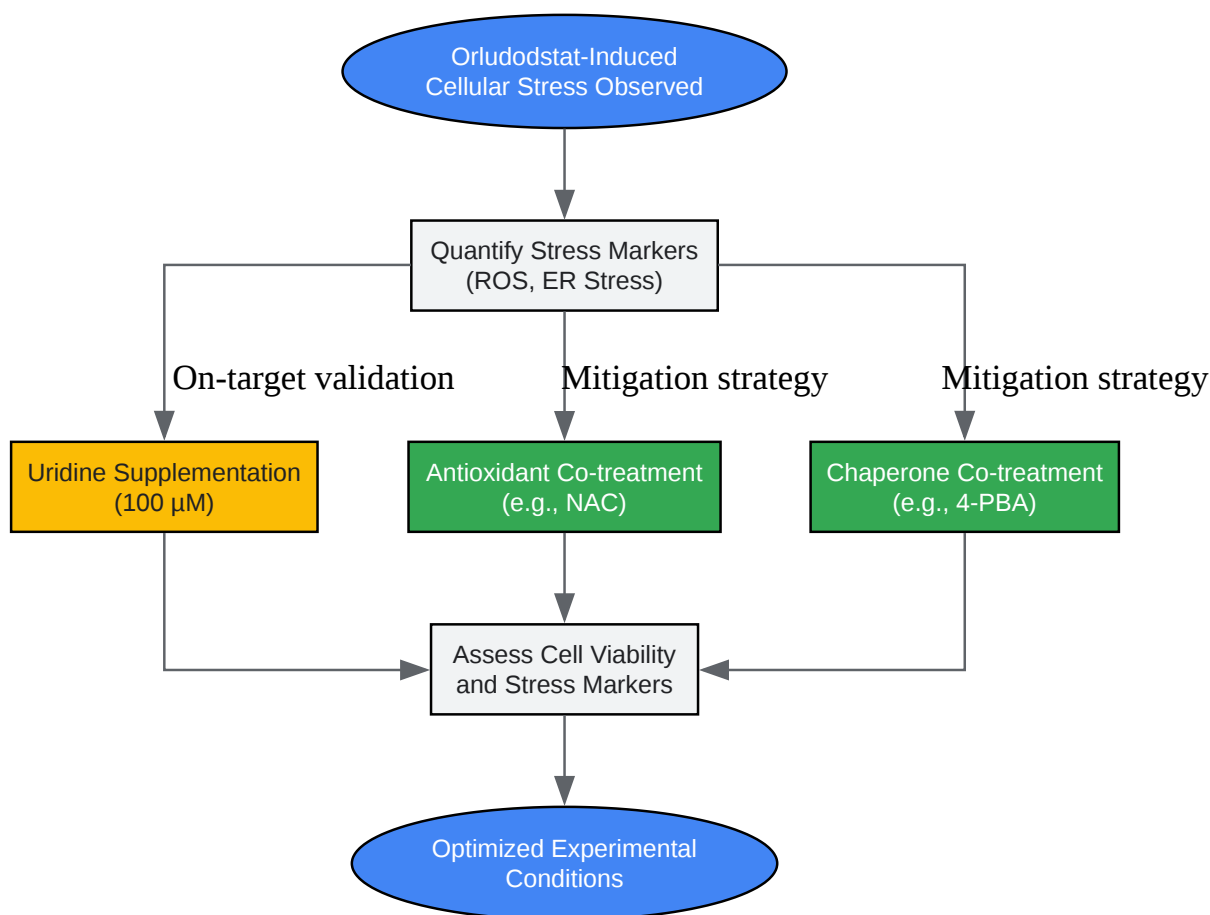 Orludodstat-Induced
Cellular Stress Observed
Quantify Stress Markers
(ROS, ER Stress)
On-target validation
Mitigation strategy
Mitigation strategy
Uridine Supplementation
(100 µM)
Antioxidant Co-treatment
(e.g., NAC)
Chaperone Co-treatment
(e.g., 4-PBA)
Assess Cell Viability
and Stress Markers
Optimized Experimental
Conditions